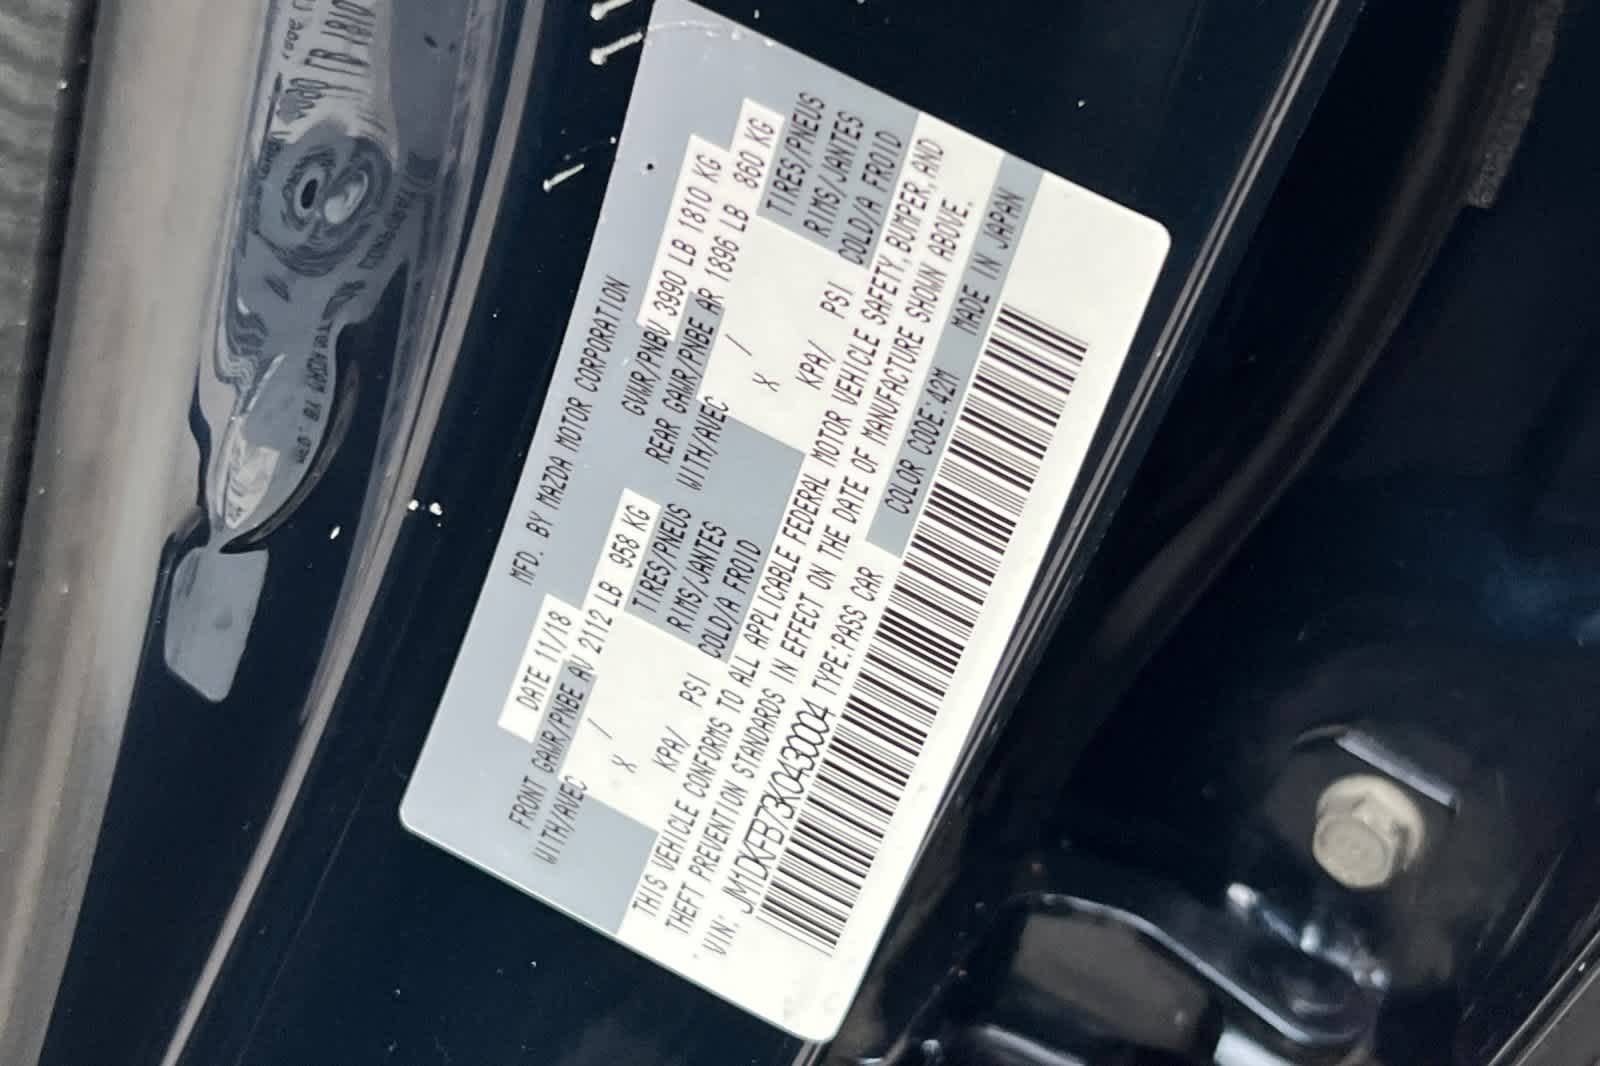 MFD. BY MAZDA MOTOR CORPORATION
DATE 11/18 GVWR/PNBV 3990 LB 1810 KG
FRONT GAWR/PNBE AV 2112 LB 958 KG REAR GAWR/PNBE AR 1896 LB 860 KG
WITH/AVEC / TIRES/PNEUS WITH/AVEC / TIRES/PNEUS
X RIMS/JANTES X RIMS/JANTES
KPA/ PSI COLD/A FROID KPA/ PSI COLD/A FROID
THIS VEHICLE CONFORMS TO ALL APPLICABLE FEDERAL MOTOR VEHICLE SAFETY, BUMPER, AND
THEFT PREVENTION STANDARDS IN EFFECT ON THE DATE OF MANUFACTURE SHOWN ABOVE.
VIN: JM1DKFB73K0430004 TYPE:PASS CAR COLOR CODE:42M MADE IN JAPAN